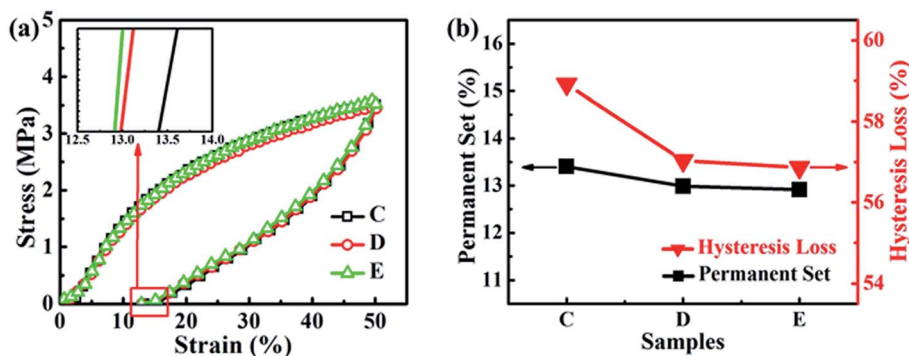 (a)
5
4
3
2
1
0
Stress (MPa)
12.5 13.0 13.5 14.0
C
D
E
0 10 20 30 40 50
Strain (%)
(b)
16
15
14
13
12
11
Permanent Set (%)
60
58
56
54
Hysteresis Loss (%)
Hysteresis Loss
Permanent Set
C D E
Samples